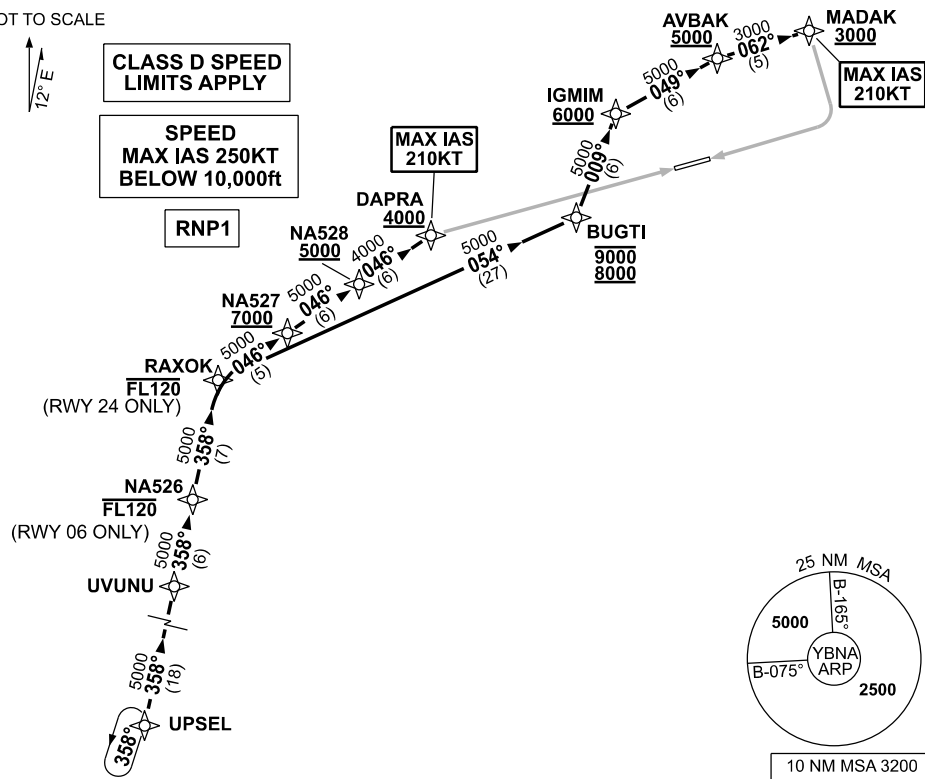 OT TO SCALE
12° E
CLASS D SPEED
LIMITS APPLY
SPEED
MAX IAS 250KT
BELOW 10,000ft
RNP1
AVBAK
5000
3000
062°
(5)
MADAK
3000
MAX IAS
210KT
5000
049°
(6)
IGMIM
6000
5000
009°
(6)
MAX IAS
210KT
DAPRA
4000
BUGTI
9000
8000
NA528
5000
4000
046°
(6)
5000
054°
(27)
NA527
7000
5000
046°
(6)
5000
046°
(5)
RAXOK
FL120
(RWY 24 ONLY)
5000
358°
(7)
NA526
FL120
(RWY 06 ONLY)
5000
358°
(6)
UVUNU
5000
358°
(18)
UPSEL
358°
25 NM MSA
B-165°
5000
YBNA
ARP
B-075°
2500
10 NM MSA 3200